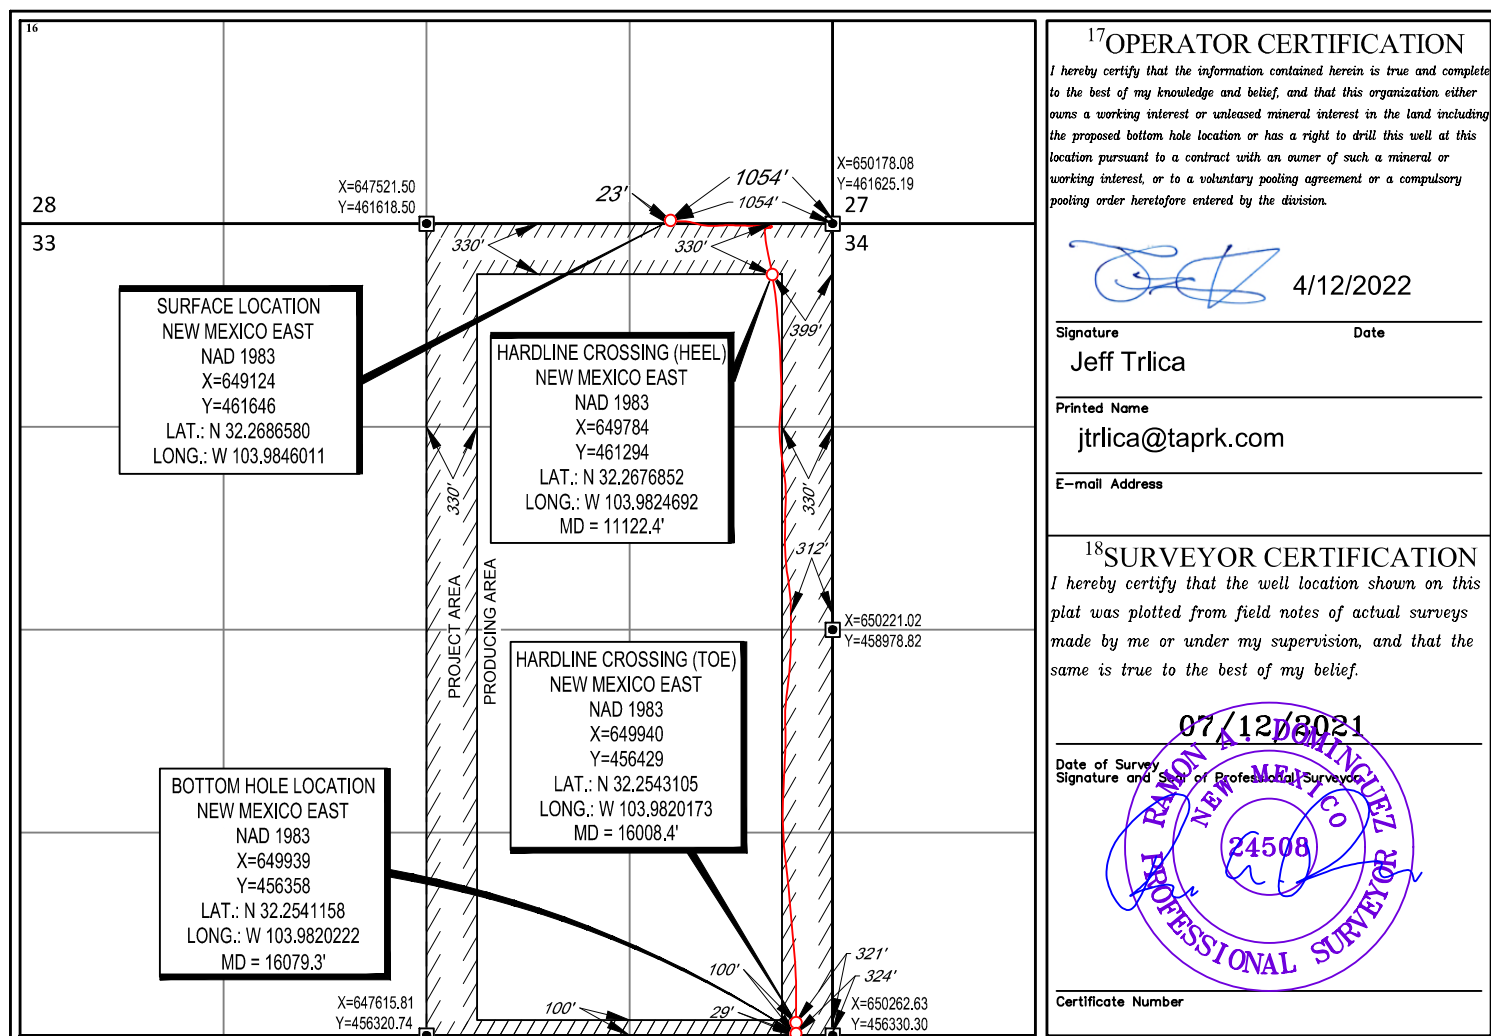 16
28
27
33
34
X=647521.50
Y=461618.50
X=650178.08
Y=461625.19
23'
1054'
1054'
330'
330'
399'
SURFACE LOCATION
NEW MEXICO EAST
NAD 1983
X=649124
Y=461646
LAT.: N 32.2686580
LONG.: W 103.9846011
HARDLINE CROSSING (HEEL)
NEW MEXICO EAST
NAD 1983
X=649784
Y=461294
LAT.: N 32.2676852
LONG.: W 103.9824692
MD = 11122.4'
330'
330'
312'
PROJECT AREA
PRODUCING AREA
X=650221.02
Y=458978.82
HARDLINE CROSSING (TOE)
NEW MEXICO EAST
NAD 1983
X=649940
Y=456429
LAT.: N 32.2543105
LONG.: W 103.9820173
MD = 16008.4'
BOTTOM HOLE LOCATION
NEW MEXICO EAST
NAD 1983
X=649939
Y=456358
LAT.: N 32.2541158
LONG.: W 103.9820222
MD = 16079.3'
X=647615.81
Y=456320.74
100'
100'
29'
321'
324'
X=650262.63
Y=456330.30
17 OPERATOR CERTIFICATION
I hereby certify that the information contained herein is true and complete
to the best of my knowledge and belief, and that this organization either
owns a working interest or unleased mineral interest in the land including
the proposed bottom hole location or has a right to drill this well at this
location pursuant to a contract with an owner of such a mineral or
working interest, or to a voluntary pooling agreement or a compulsory
pooling order heretofore entered by the division.
4/12/2022
Signature Date
Jeff Trlica
Printed Name
jtrlica@taprk.com
E-mail Address
18 SURVEYOR CERTIFICATION
I hereby certify that the well location shown on this
plat was plotted from field notes of actual surveys
made by me or under my supervision, and that the
same is true to the best of my belief.
07/12/2021
Date of Survey
Signature and Seal of Professional Surveyor
RAMON A. DOMINGUEZ
NEW MEXICO
24508
PROFESSIONAL SURVEYOR
Certificate Number